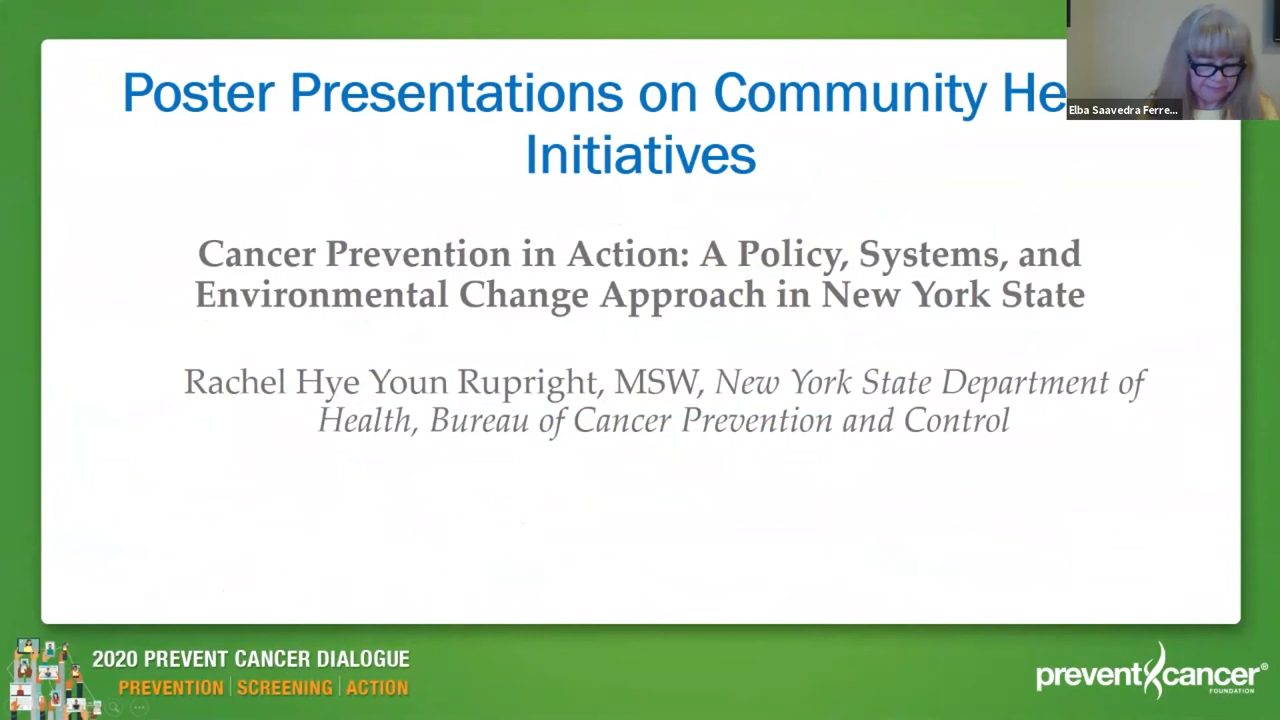 Poster Presentations on Community He
Initiatives
Elba Saavedra Ferre...
Cancer Prevention in Action: A Policy, Systems, and
Environmental Change Approach in New York State
Rachel Hye Youn Rupright, MSW, New York State Department of
Health, Bureau of Cancer Prevention and Control
2020 PREVENT CANCER DIALOGUE
PREVENTION | SCREENING | ACTION
prevent cancer®
FOUNDATION